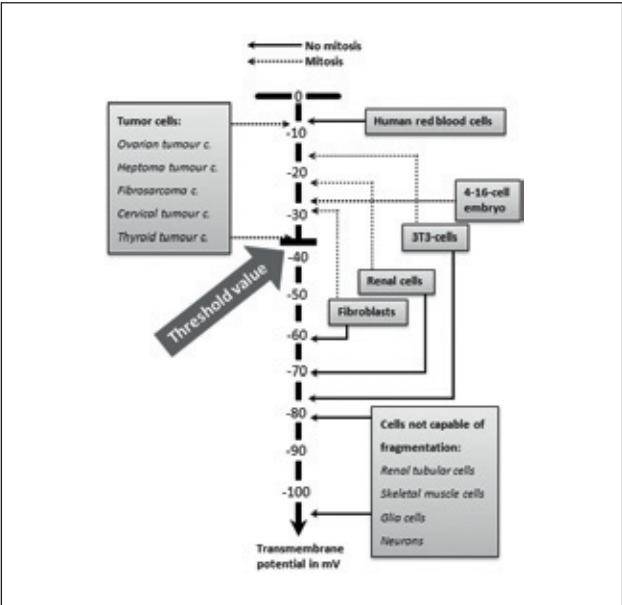 No mitosis
Mitosis
0
Tumor cells:
Ovarian tumour c.
Heptoma tumour c.
Fibrosarcoma c.
Cervical tumour c.
Thyroid tumour c.
Human red blood cells
-10
-20
-30
4-16-cell
embryo
3T3-cells
-40
Threshold value
Renal cells
-50
Fibroblasts
-60
-70
-80
Cells not capable of
fragmentation:
Renal tubular cells
Skeletal muscle cells
Glia cells
Neurons
-90
-100
Transmembrane
potential in mV